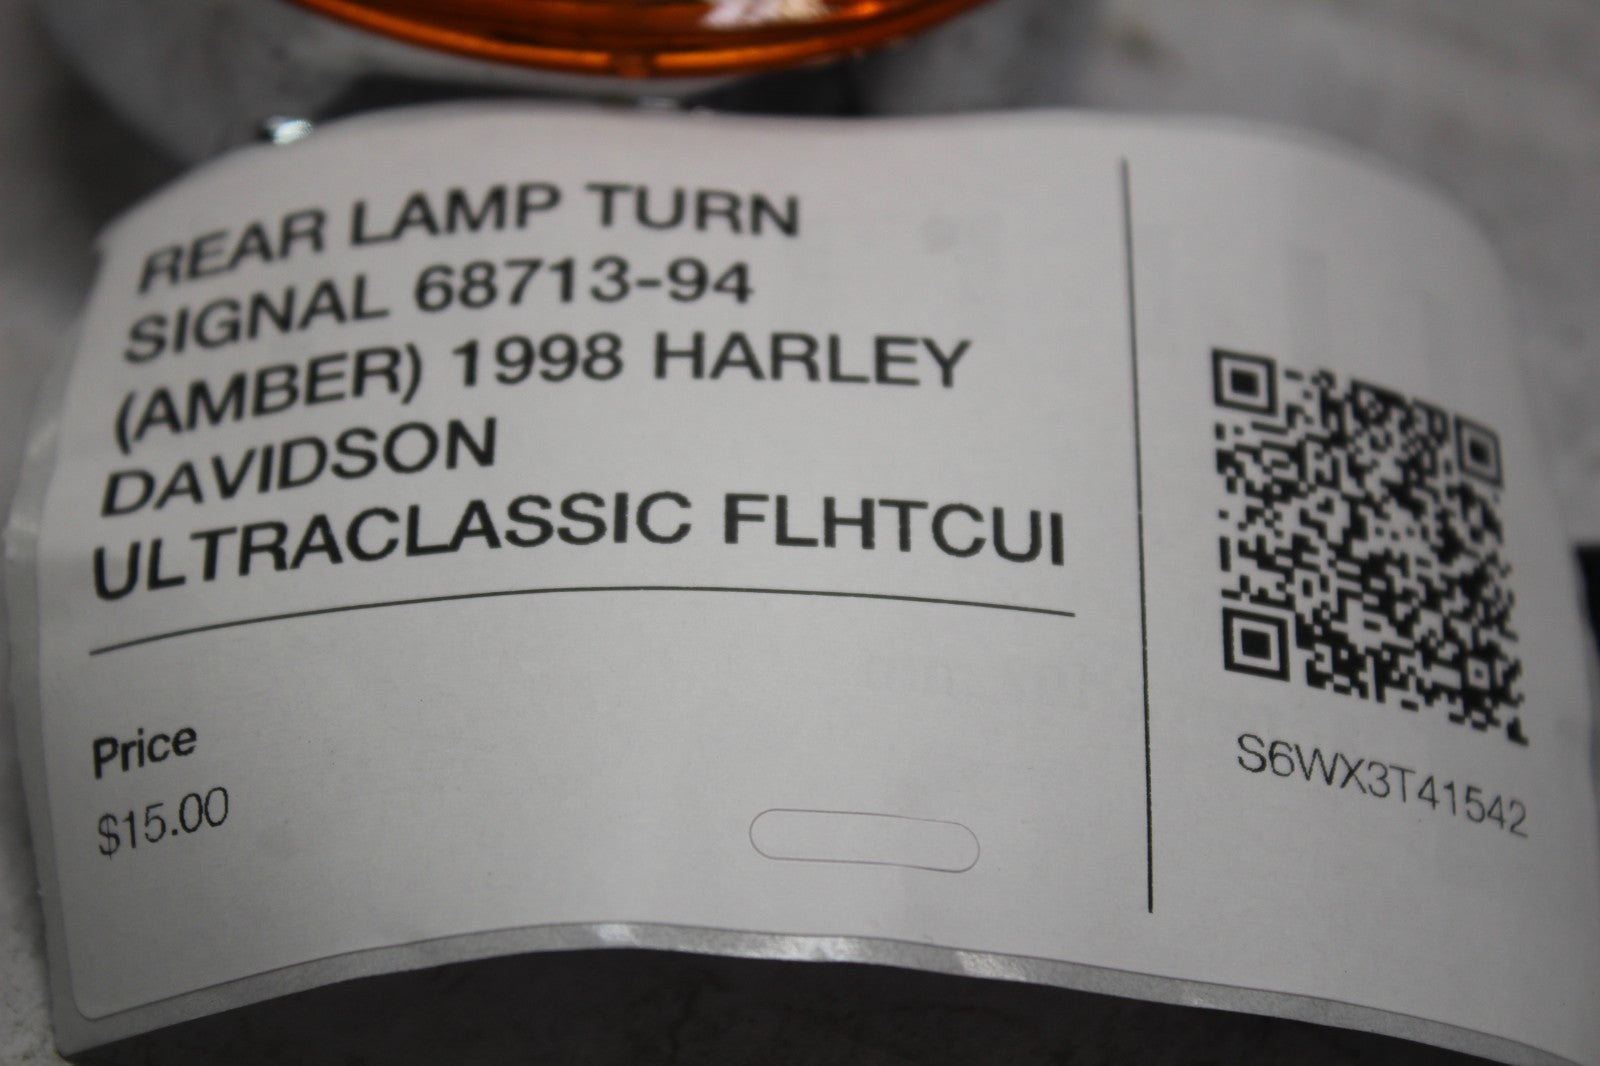 REAR LAMP TURN
SIGNAL 68713-94
(AMBER) 1998 HARLEY
DAVIDSON
ULTRACLASSIC FLHTCUI
Price
$15.00
S6WX3T41542